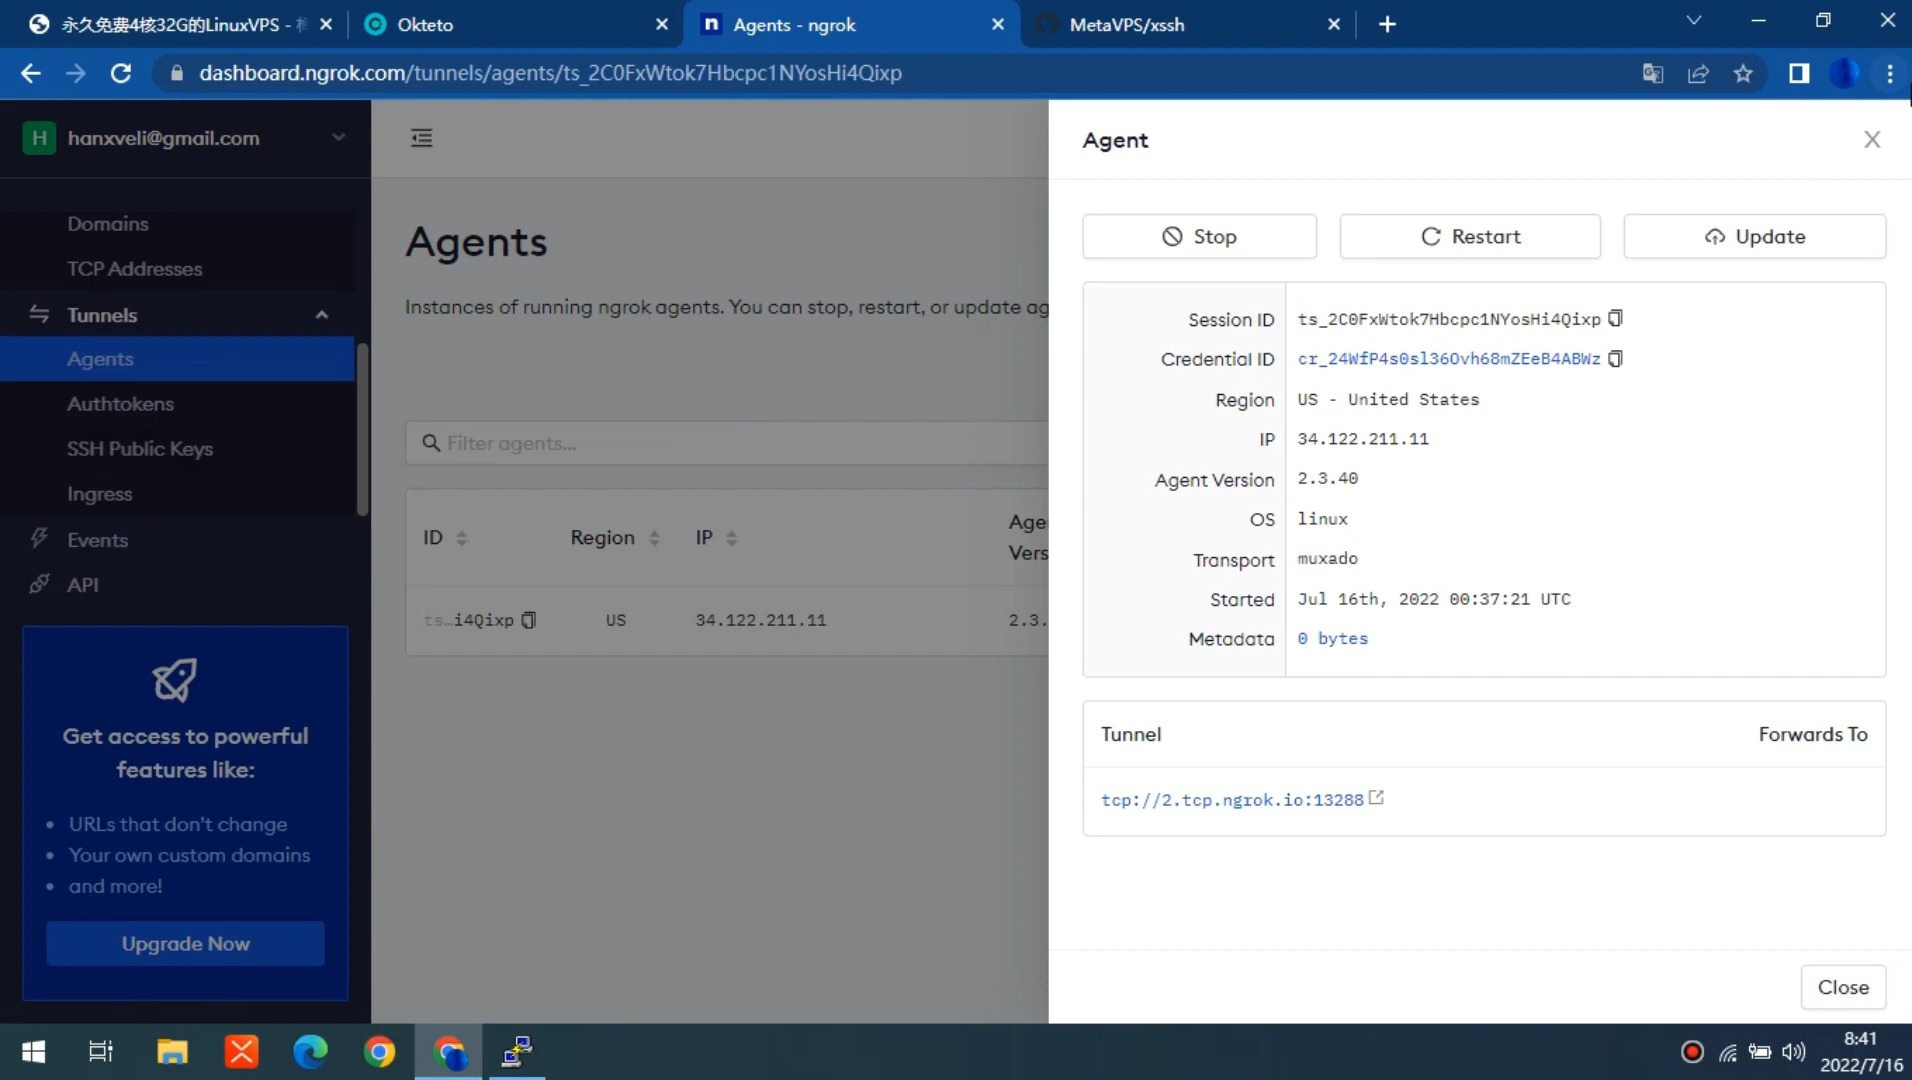 永久免费4核32G的LinuxVPS -
Okteto
Agents - ngrok
MetaVPS/xssh
dashboard.ngrok.com/tunnels/agents/ts_2C0FxWtok7Hbcpc1NYosHi4Qixp
H hanxveli@gmail.com
Domains
TCP Addresses
Tunnels
Agents
Authtokens
SSH Public Keys
Ingress
Events
API
Get access to powerful
features like:
• URLs that don't change
• Your own custom domains
• and more!
Upgrade Now
Agents
Instances of running ngrok agents. You can stop, restart, or update ag
Filter agents...
ID Region IP Age
Vers
ts...i4Qixp US 34.122.211.11 2.3.
Agent
Stop Restart Update
Session ID ts_2C0FxWtok7Hbcpc1NYosHi4Qixp
Credential ID cr_24WfP4s0sl36Ovh68mZEeB4ABWz
Region US - United States
IP 34.122.211.11
Agent Version 2.3.40
OS linux
Transport muxado
Started Jul 16th, 2022 00:37:21 UTC
Metadata 0 bytes
Tunnel Forwards To
tcp://2.tcp.ngrok.io:13288
Close
8:41
2022/7/16